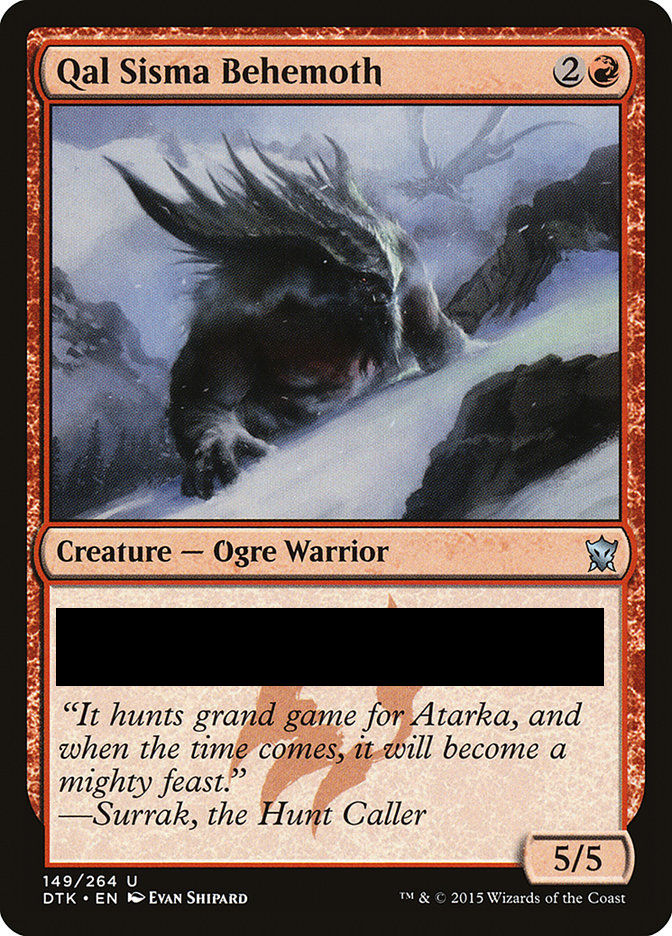 Qal Sisma Behemoth
2
Creature — Ogre Warrior
“It hunts grand game for Atarka, and
when the time comes, it will become a
mighty feast.”
—Surrak, the Hunt Caller
5/5
149/264 U
DTK • EN Evan Shipard
™ & © 2015 Wizards of the Coast